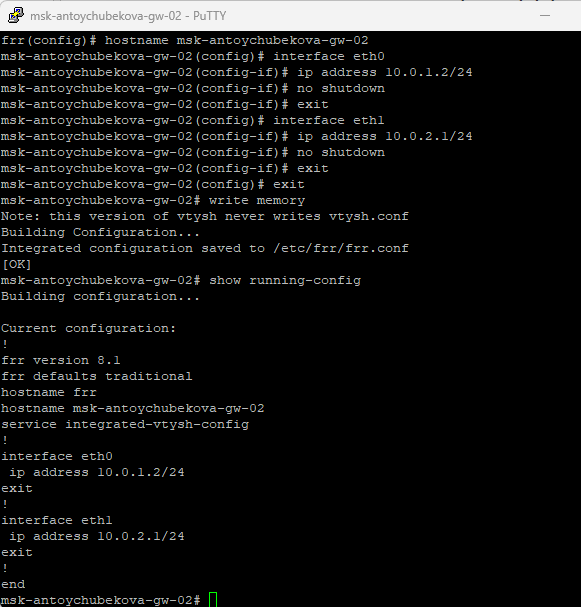 msk-antoychubekova-gw-02 - PuTTY
frr(config)# hostname msk-antoychubekova-gw-02
msk-antoychubekova-gw-02(config)# interface eth0
msk-antoychubekova-gw-02(config-if)# ip address 10.0.1.2/24
msk-antoychubekova-gw-02(config-if)# no shutdown
msk-antoychubekova-gw-02(config-if)# exit
msk-antoychubekova-gw-02(config)# interface eth1
msk-antoychubekova-gw-02(config-if)# ip address 10.0.2.1/24
msk-antoychubekova-gw-02(config-if)# no shutdown
msk-antoychubekova-gw-02(config-if)# exit
msk-antoychubekova-gw-02(config)# exit
msk-antoychubekova-gw-02# write memory
Note: this version of vtysh never writes vtysh.conf
Building Configuration...
Integrated configuration saved to /etc/frr/frr.conf
[OK]
msk-antoychubekova-gw-02# show running-config
Building configuration...

Current configuration:
!
frr version 8.1
frr defaults traditional
hostname frr
hostname msk-antoychubekova-gw-02
service integrated-vtysh-config
!
interface eth0
 ip address 10.0.1.2/24
exit
!
interface eth1
 ip address 10.0.2.1/24
exit
!
end
msk-antoychubekova-gw-02#